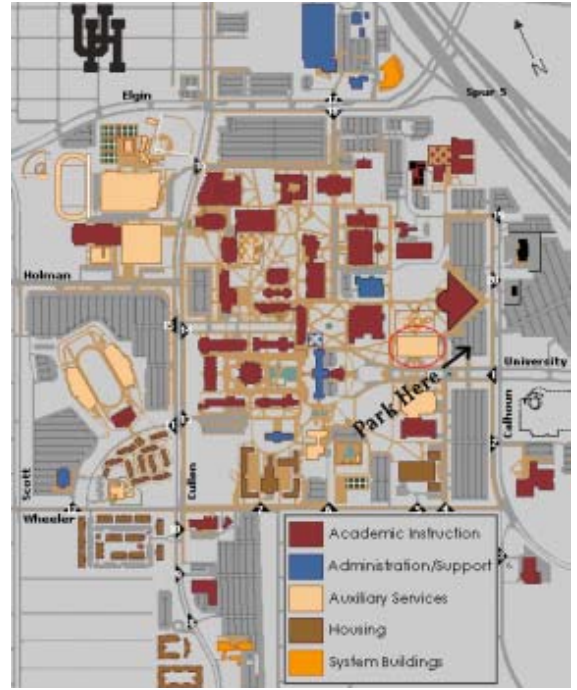 UH
N
Elgin
Spur 5
Holman
University
Park Here
Calhoun
Scott
Cullen
Wheeler
Academic Instruction
Administration/Support
Auxiliary Services
Housing
System Buildings